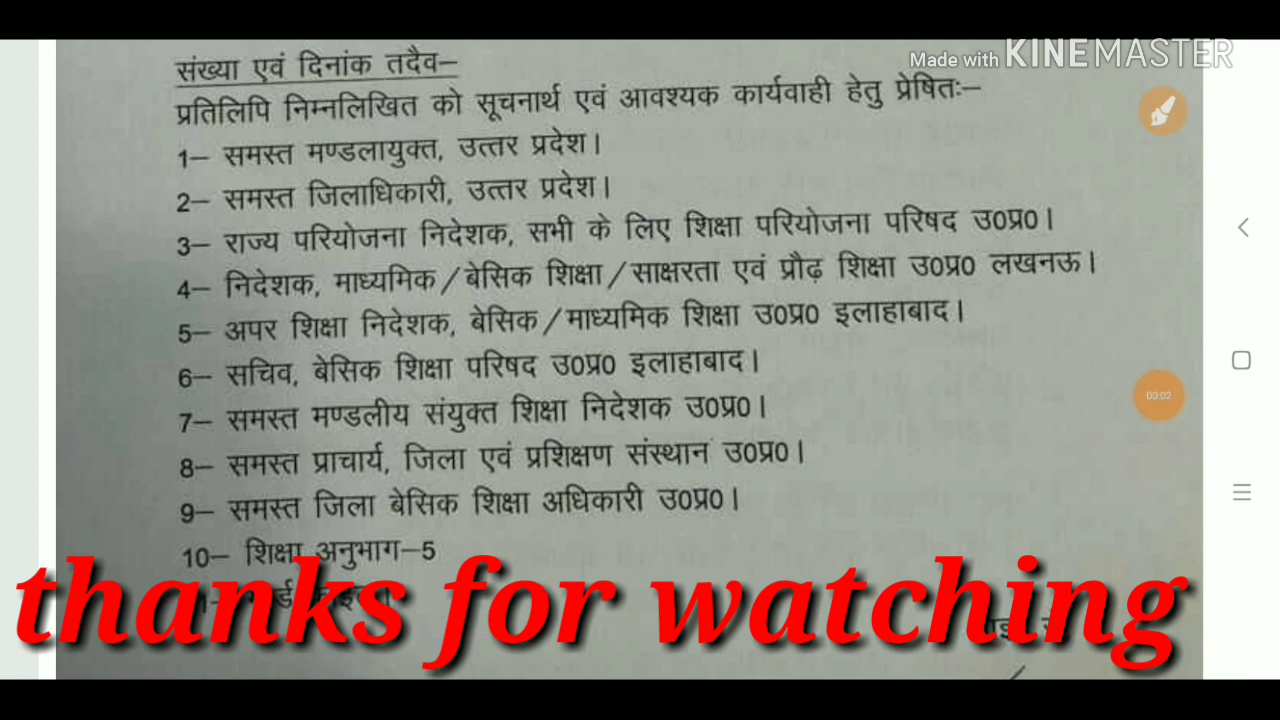 Made with KINEMASTER
संख्या एवं दिनांक तदैव–
प्रतिलिपि निम्नलिखित को सूचनार्थ एवं आवश्यक कार्यवाही हेतु प्रेषितः–
1– समस्त मण्डलायुक्त, उत्तर प्रदेश।
2– समस्त जिलाधिकारी, उत्तर प्रदेश।
3– राज्य परियोजना निदेशक, सभी के लिए शिक्षा परियोजना परिषद उ0प्र0।
4– निदेशक, माध्यमिक/बेसिक शिक्षा/साक्षरता एवं प्रौढ़ शिक्षा उ0प्र0 लखनऊ।
5– अपर शिक्षा निदेशक, बेसिक/माध्यमिक शिक्षा उ0प्र0 इलाहाबाद।
6– सचिव, बेसिक शिक्षा परिषद उ0प्र0 इलाहाबाद।
7– समस्त मण्डलीय संयुक्त शिक्षा निदेशक उ0प्र0।
8– समस्त प्राचार्य, जिला एवं प्रशिक्षण संस्थान उ0प्र0।
9– समस्त जिला बेसिक शिक्षा अधिकारी उ0प्र0।
10– शिक्षा अनुभाग–5
thanks for watching
00:02